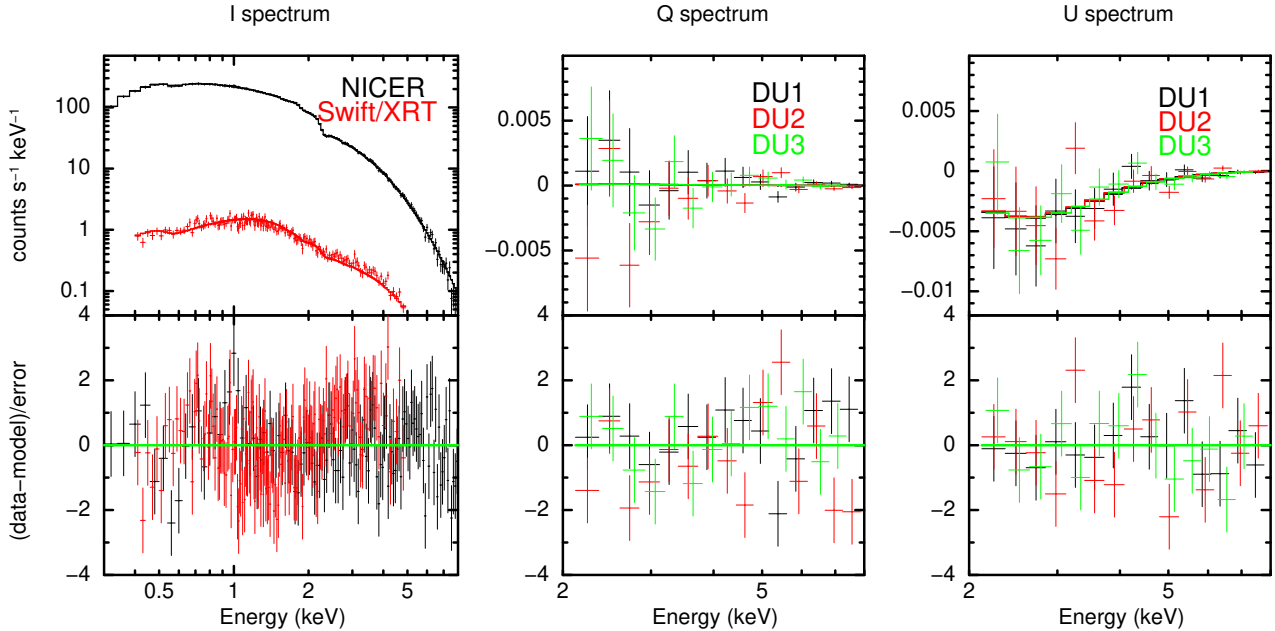 I spectrum
Q spectrum
U spectrum
counts s⁻¹ keV⁻¹
100
10
1
0.1
NICER
Swift/XRT
0.005
0
−0.005
DU1
DU2
DU3
0.005
0
−0.005
−0.01
DU1
DU2
DU3
(data−model)/error
4
2
0
−2
−4
4
2
0
−2
−4
4
2
0
−2
−4
0.5
1
2
5
2
5
2
5
Energy (keV)
Energy (keV)
Energy (keV)